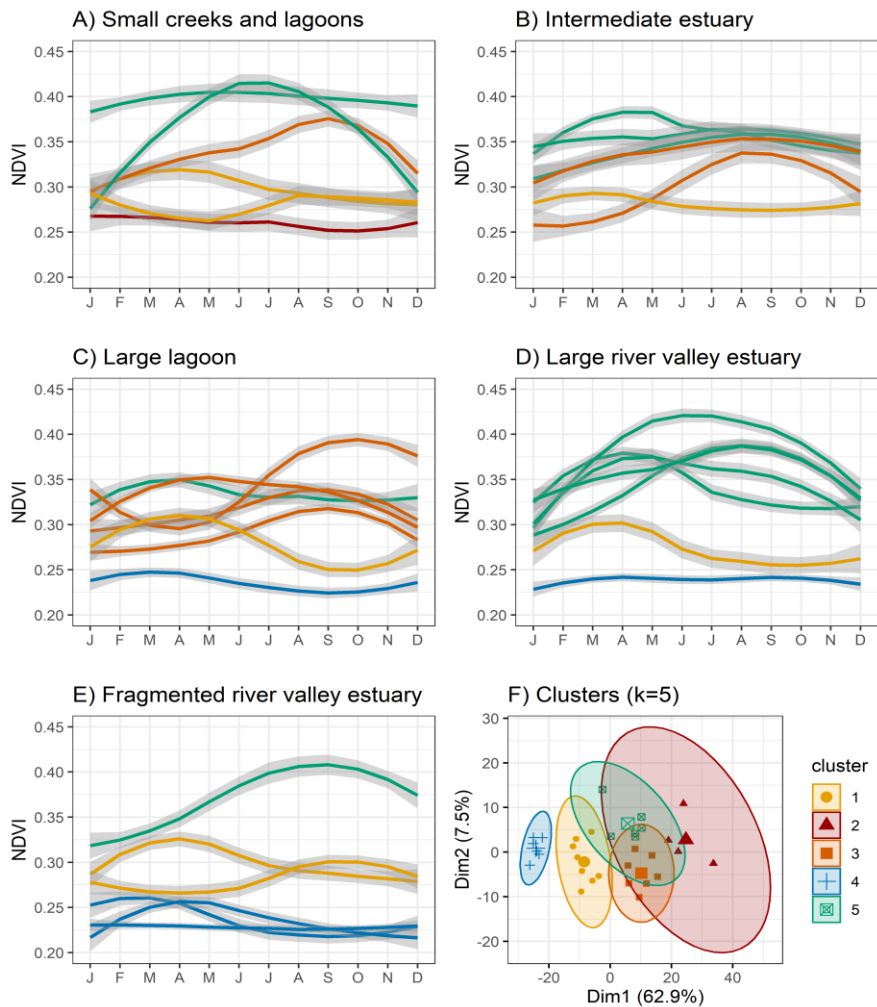 A) Small creeks and lagoons
NDVI
0.45
0.40
0.35
0.30
0.25
0.20
J F M A M J J A S O N D
B) Intermediate estuary
NDVI
0.45
0.40
0.35
0.30
0.25
0.20
J F M A M J J A S O N D
C) Large lagoon
NDVI
0.45
0.40
0.35
0.30
0.25
0.20
J F M A M J J A S O N D
D) Large river valley estuary
NDVI
0.45
0.40
0.35
0.30
0.25
0.20
J F M A M J J A S O N D
E) Fragmented river valley estuary
NDVI
0.45
0.40
0.35
0.30
0.25
0.20
J F M A M J J A S O N D
F) Clusters (k=5)
Dim2 (7.5%)
30
20
10
0
-10
-20
-20 0 20 40
Dim1 (62.9%)
cluster
1
2
3
4
5